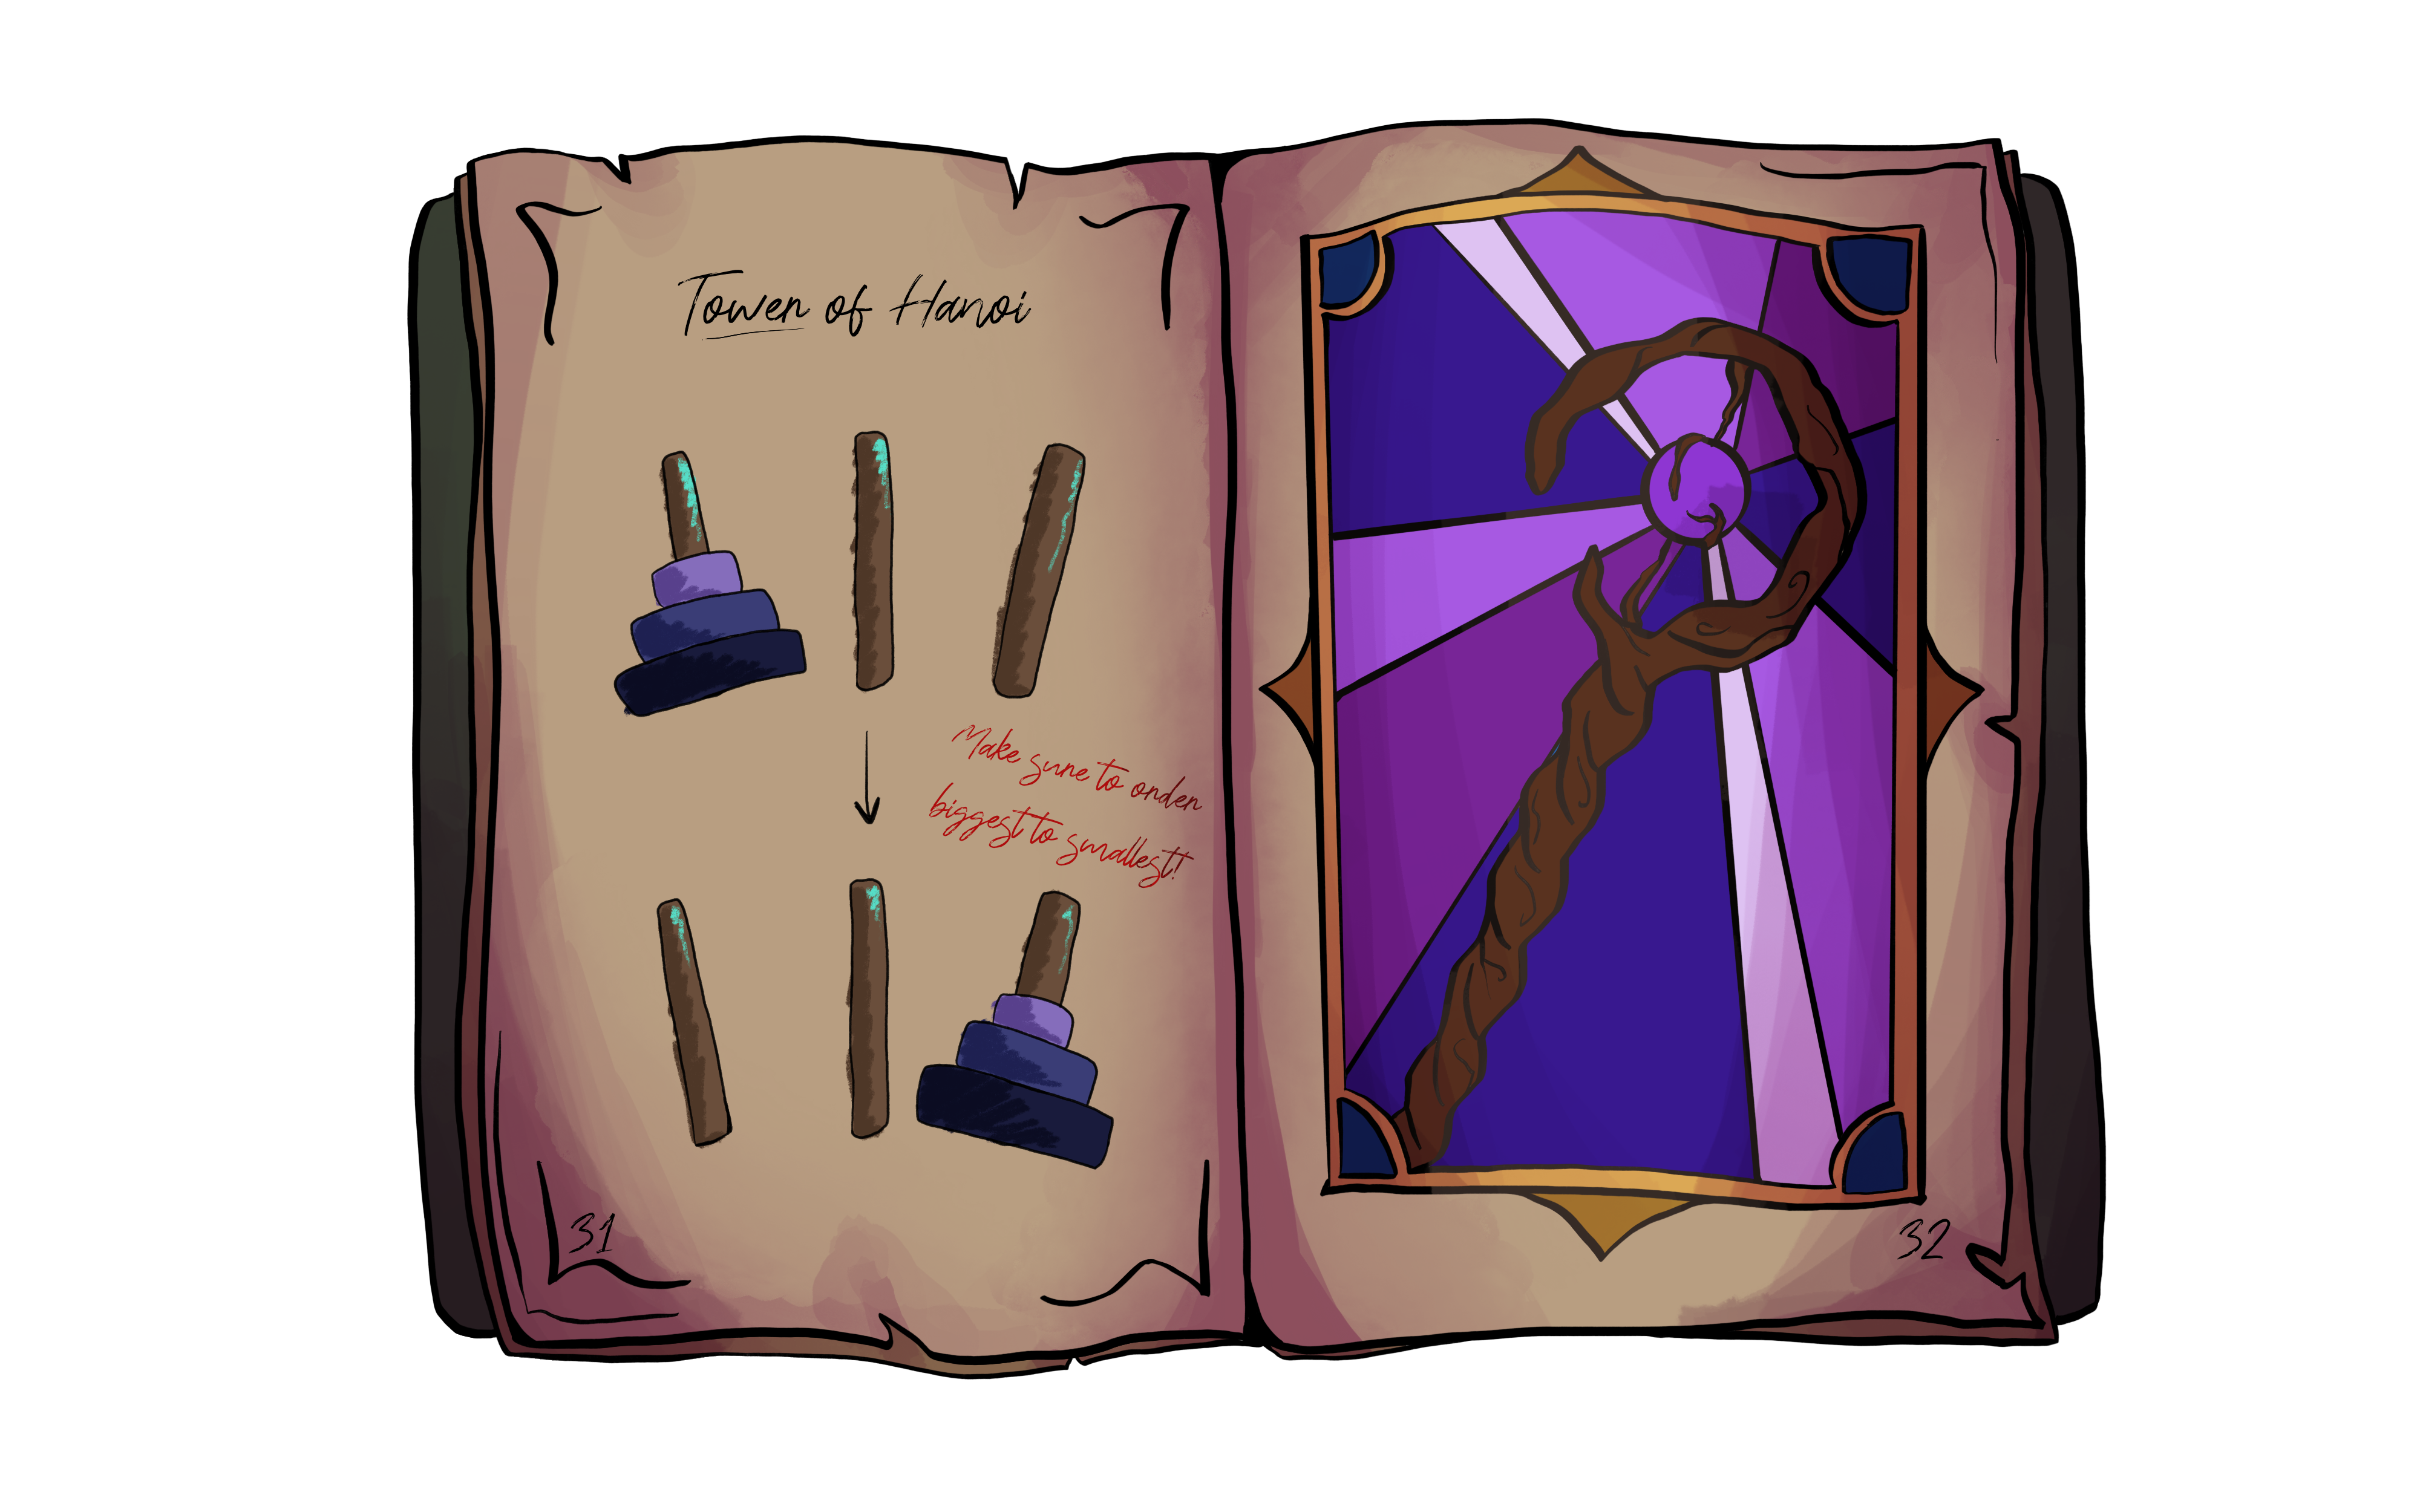 Tower of Hanoi
Make sure to order
biggest to smallest!
31
32